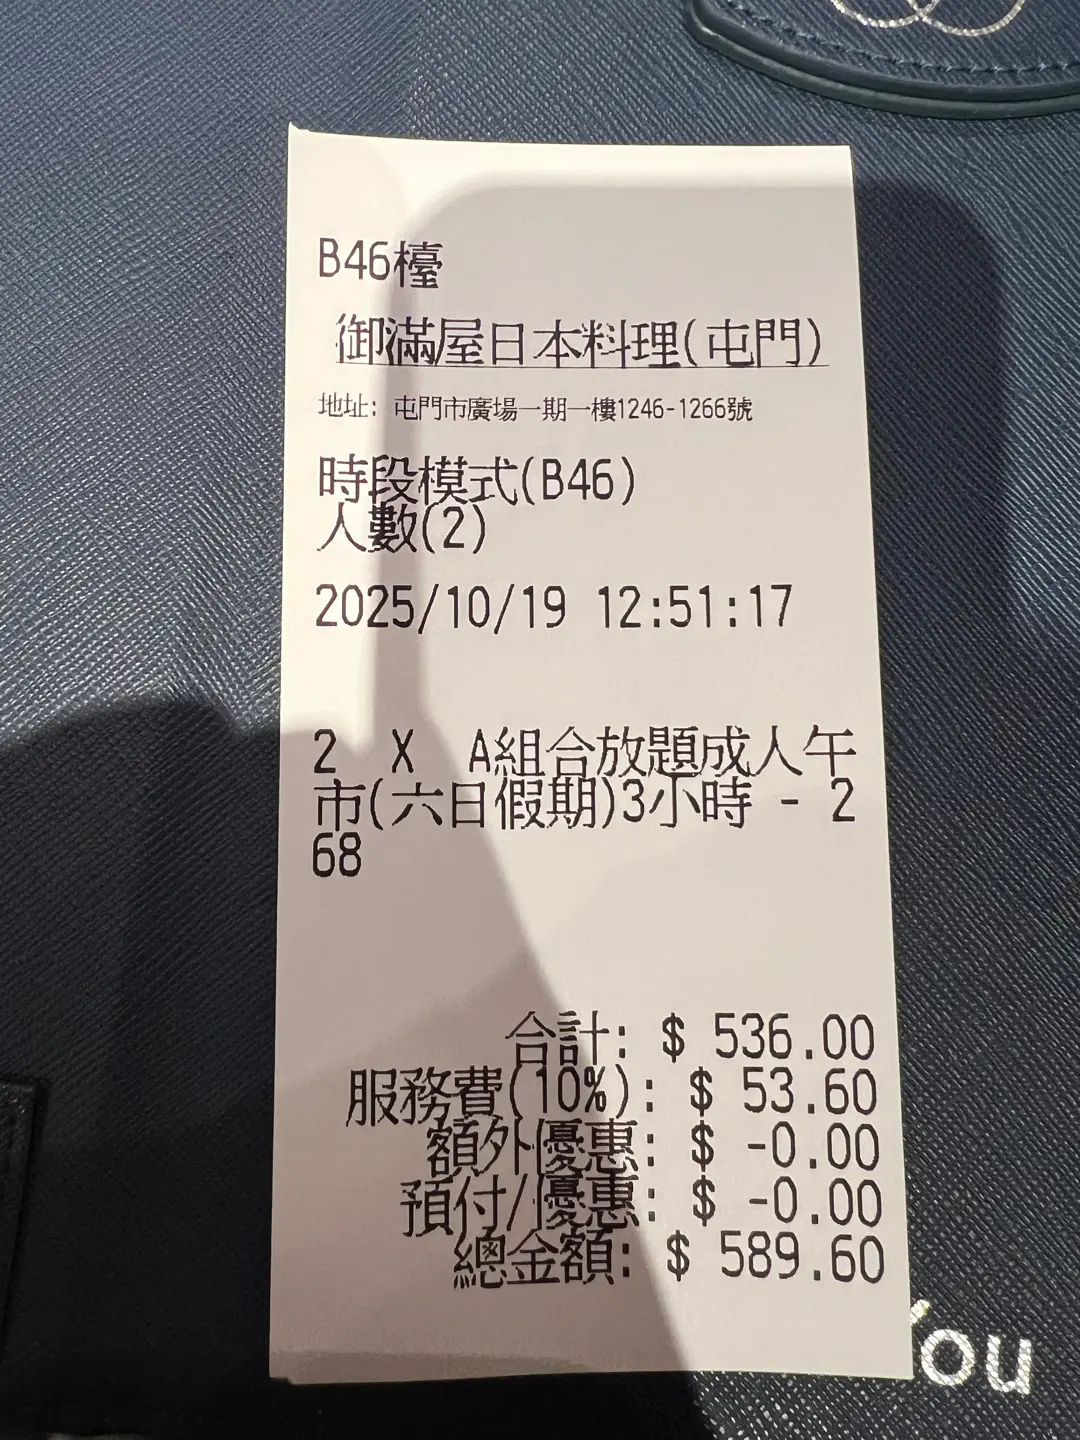 B46檯
御滿屋日本料理(屯門)
地址: 屯門市廣場一期一樓1246-1266號
時段模式(B46)
人數(2)
2025/10/19 12:51:17
2 X A組合放題成人午
市(六日假期)3小時 - 2
68
合計: $ 536.00
服務費(10%): $ 53.60
額外優惠: $ -0.00
預付/優惠: $ -0.00
總金額: $ 589.60
You